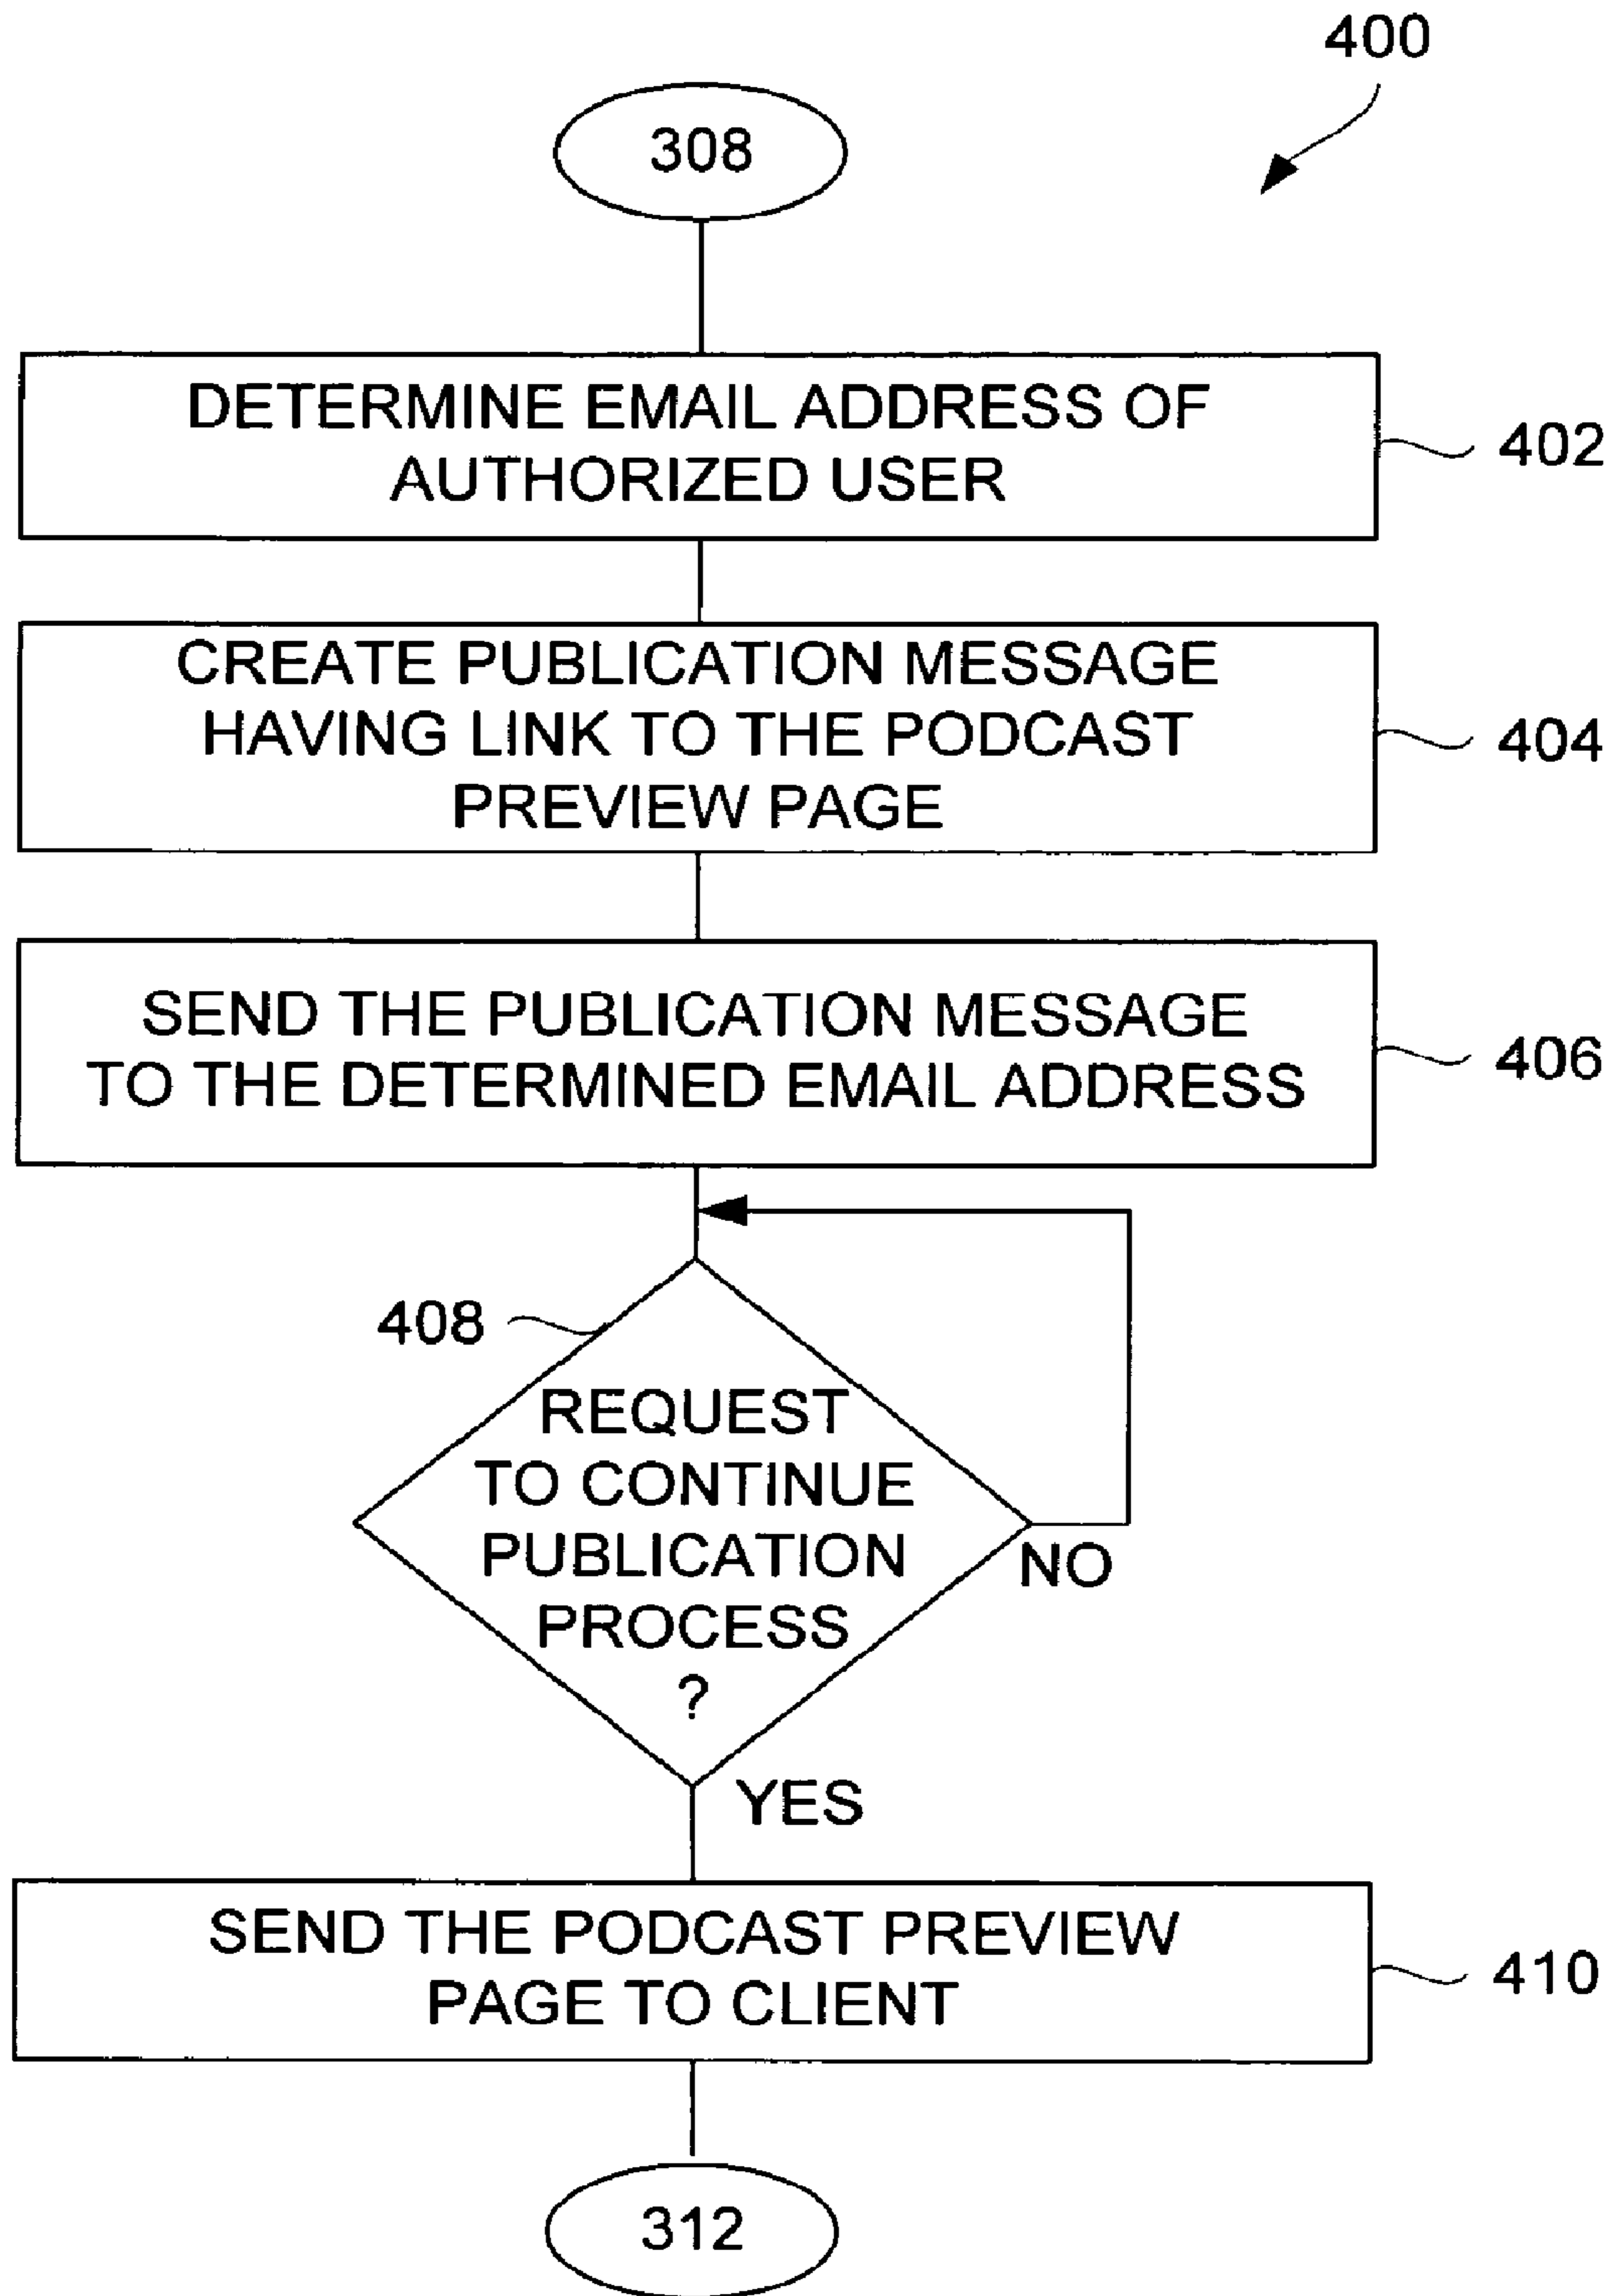 400
308
DETERMINE EMAIL ADDRESS OF
AUTHORIZED USER
402
CREATE PUBLICATION MESSAGE
HAVING LINK TO THE PODCAST
PREVIEW PAGE
404
SEND THE PUBLICATION MESSAGE
TO THE DETERMINED EMAIL ADDRESS
406
408
REQUEST
TO CONTINUE
PUBLICATION
PROCESS
?
NO
YES
SEND THE PODCAST PREVIEW
PAGE TO CLIENT
410
312